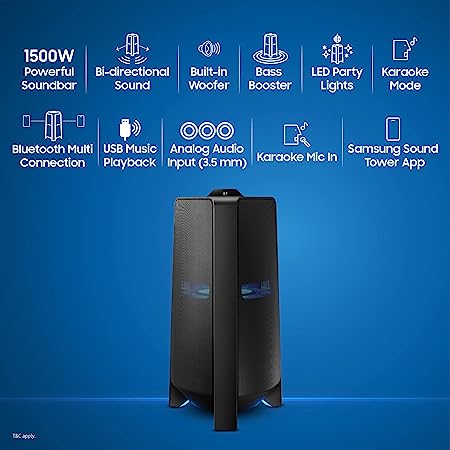 1500W
Powerful
Soundbar
Bi-directional
Sound
Built-in
Woofer
Bass
Booster
LED Party
Lights
Karaoke
Mode
Bluetooth Multi
Connection
USB Music
Playback
Analog Audio
Input (3.5 mm)
Karaoke Mic In
Samsung Sound
Tower App
T&C apply.